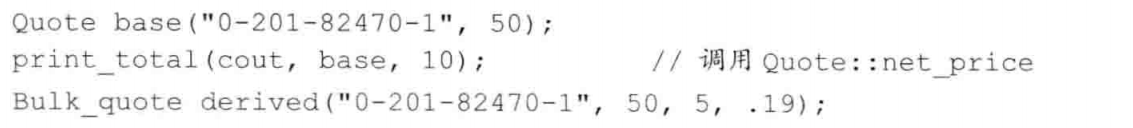 Quote base("0-201-82470-1", 50);
print_total(cout, base, 10); // 调用 Quote::net_price
Bulk_quote derived("0-201-82470-1", 50, 5, .19);